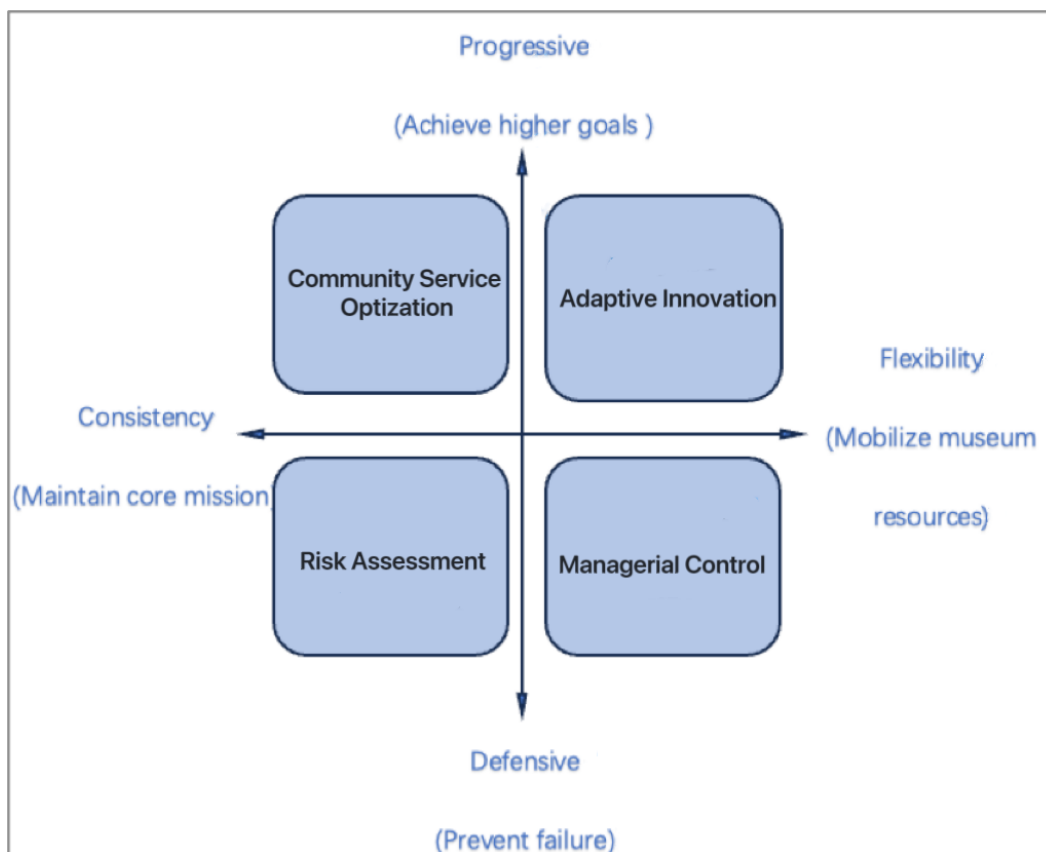 Progressive
(Achieve higher goals )
Community Service
Optization
Adaptive Innovation
Flexibility
(Mobilize museum
resources)
Consistency
(Maintain core mission)
Risk Assessment
Managerial Control
Defensive
(Prevent failure)